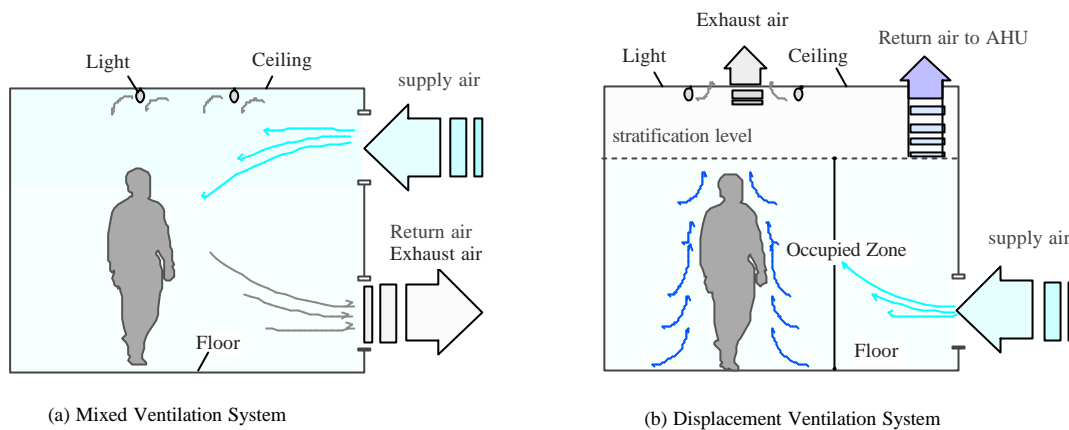 Light
Ceiling
supply air
Return air
Exhaust air
Floor
(a) Mixed Ventilation System
Exhaust air
Light
Ceiling
Return air to AHU
stratification level
Occupied Zone
supply air
Floor
(b) Displacement Ventilation System